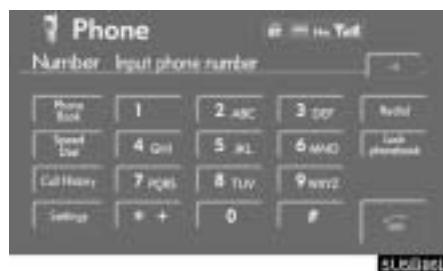 Phone
Number Input phone number
Phone Book 1 2 ABC 3 DEF Redial
Speed Dial 4 GHI 5 JKL 6 MNO Lock phonebook
Call History 7 PQRS 8 TUV 9 WXYZ
Settings * + 0 #